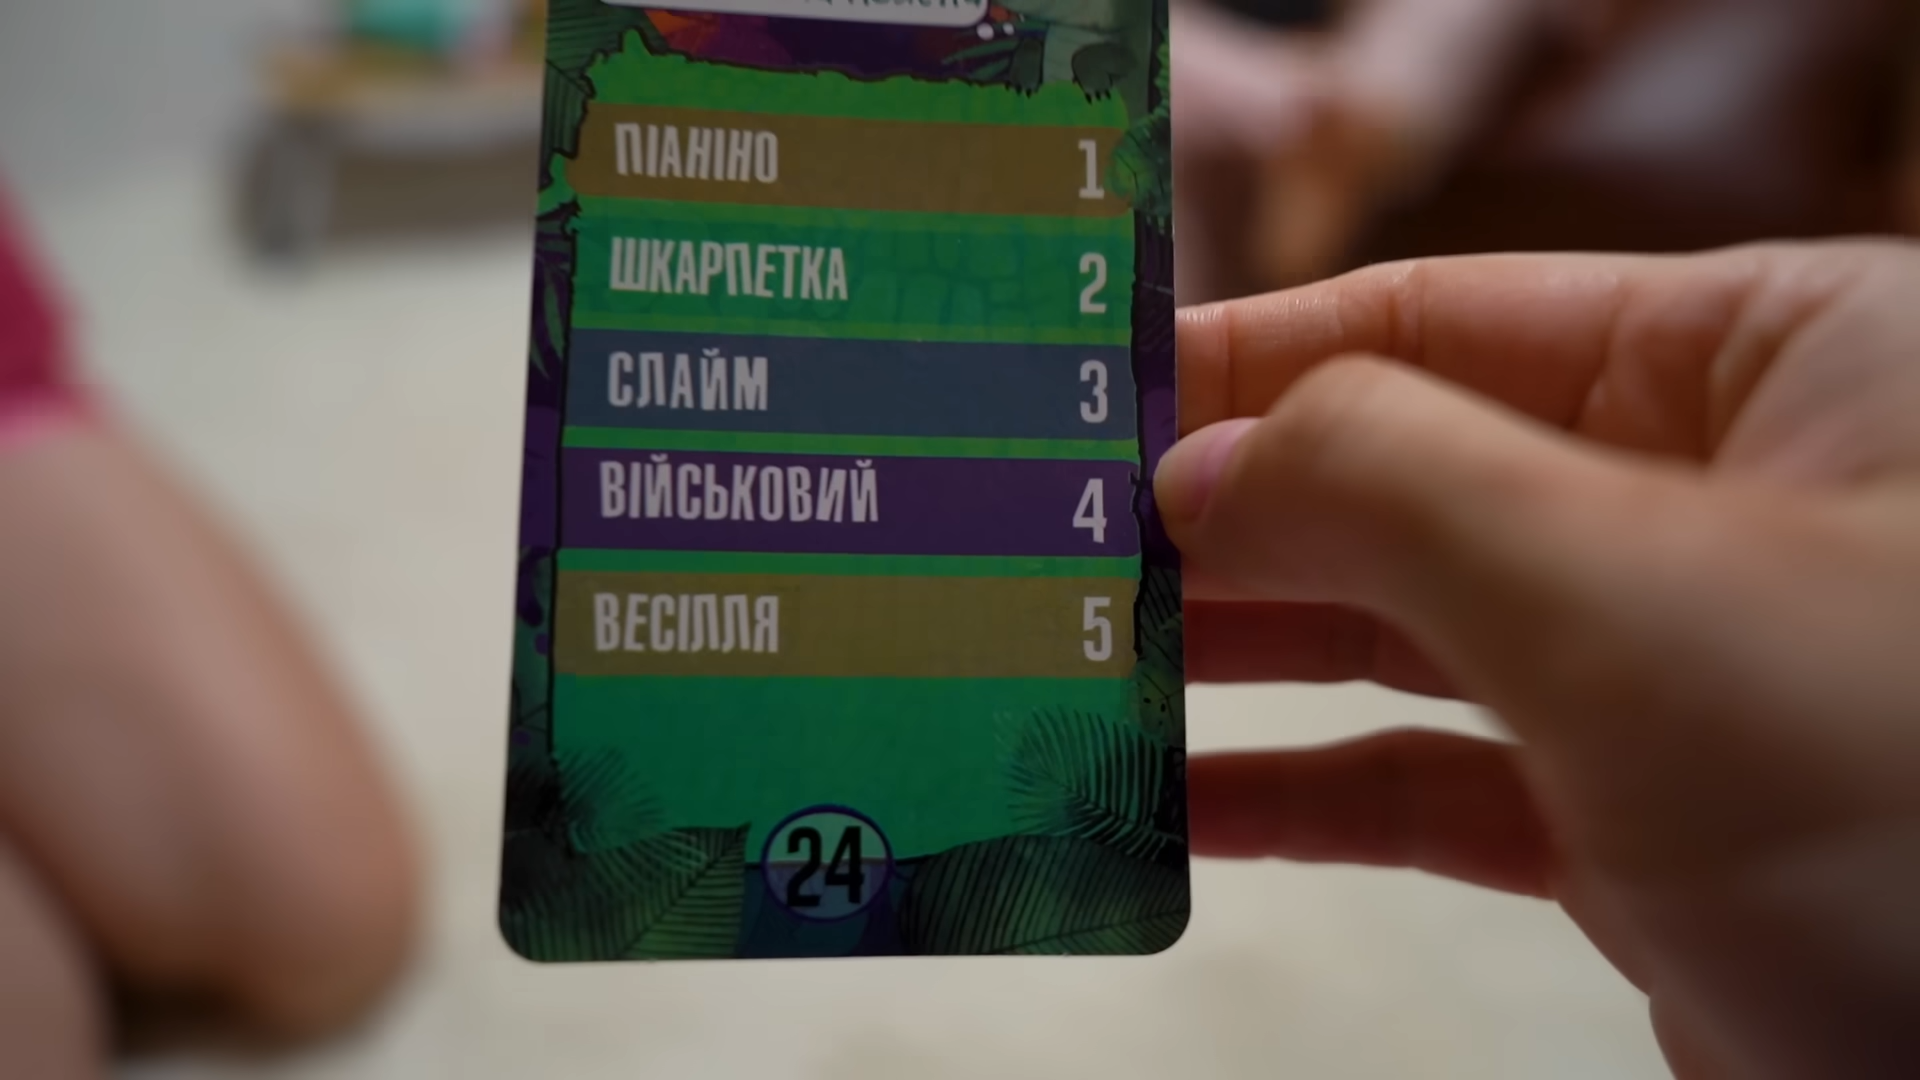 ПІАНІНО 1
ШКАРПЕТКА 2
СЛАЙМ 3
ВІЙСЬКОВИЙ 4
ВЕСІЛЛЯ 5
24